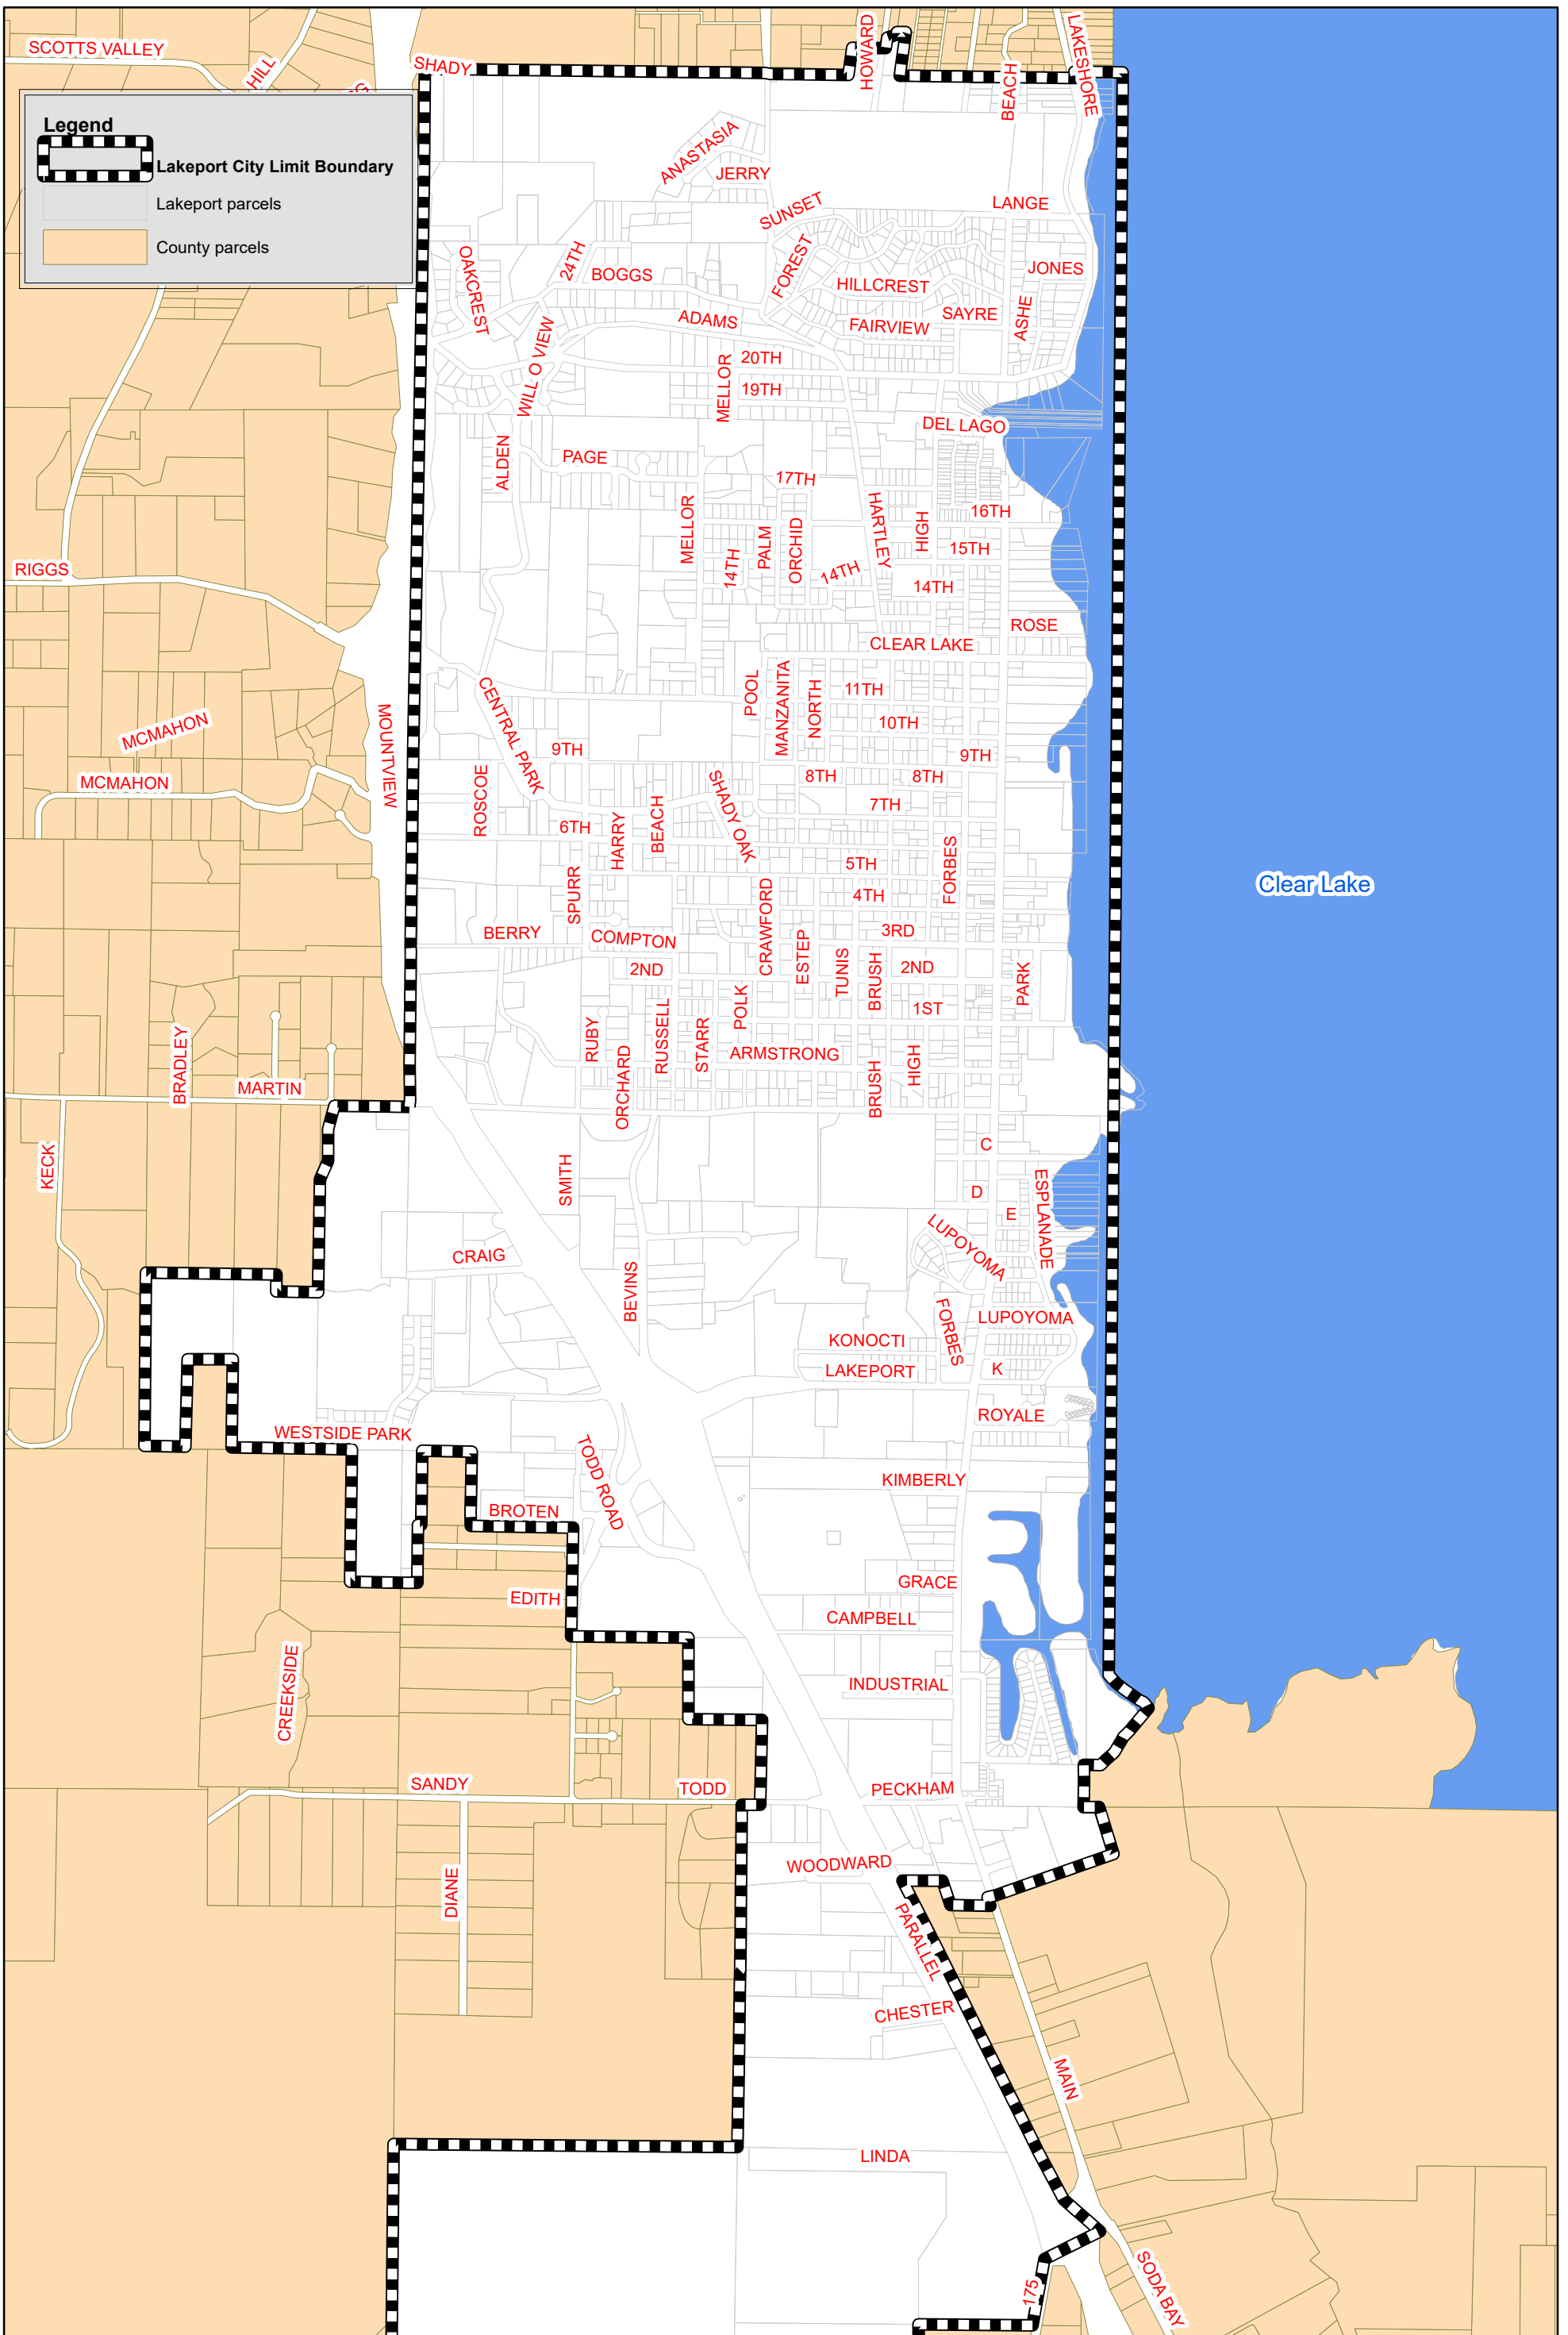 SCOTTS VALLEY
HILL
SHADY
HOWARD
BEACH
LAKESHORE
Legend
Lakeport City Limit Boundary
Lakeport parcels
County parcels
ANASTASIA
JERRY
SUNSET
LANGE
OAKCREST
24TH
BOGGS
FOREST
HILLCREST
JONES
ADAMS
FAIRVIEW
SAYRE
ASHE
WILL O VIEW
MELLOR
20TH
19TH
DEL LAGO
ALDEN
PAGE
17TH
MELLOR
14TH
PALM
ORCHID
14TH
HARTLEY
HIGH
16TH
15TH
14TH
RIGGS
ROSE
CLEAR LAKE
CENTRAL PARK
POOL
MANZANITA
NORTH
11TH
10TH
9TH
MCMAHON
MCMAHON
MOUNTVIEW
9TH
ROSCOE
8TH
8TH
7TH
SHADY OAK
6TH
HARRY
BEACH
5TH
FORBES
Clear Lake
SPURR
4TH
CRAWFORD
3RD
BERRY
COMPTON
2ND
ESTEP
TUNIS
BRUSH
2ND
PARK
1ST
POLK
RUBY
RUSSELL
STARR
ARMSTRONG
HIGH
ORCHARD
BRUSH
BRADLEY
MARTIN
KECK
C
SMITH
D
E
ESPLANADE
LUPOYOMA
CRAIG
BEVINS
FORBES
LUPOYOMA
KONOCTI
LAKEPORT
K
ROYALE
WESTSIDE PARK
TODD ROAD
KIMBERLY
BROTEN
GRACE
EDITH
CAMPBELL
CREEKSIDE
INDUSTRIAL
SANDY
TODD
PECKHAM
WOODWARD
DIANE
PARALLEL
CHESTER
MAIN
LINDA
175
SODA BAY